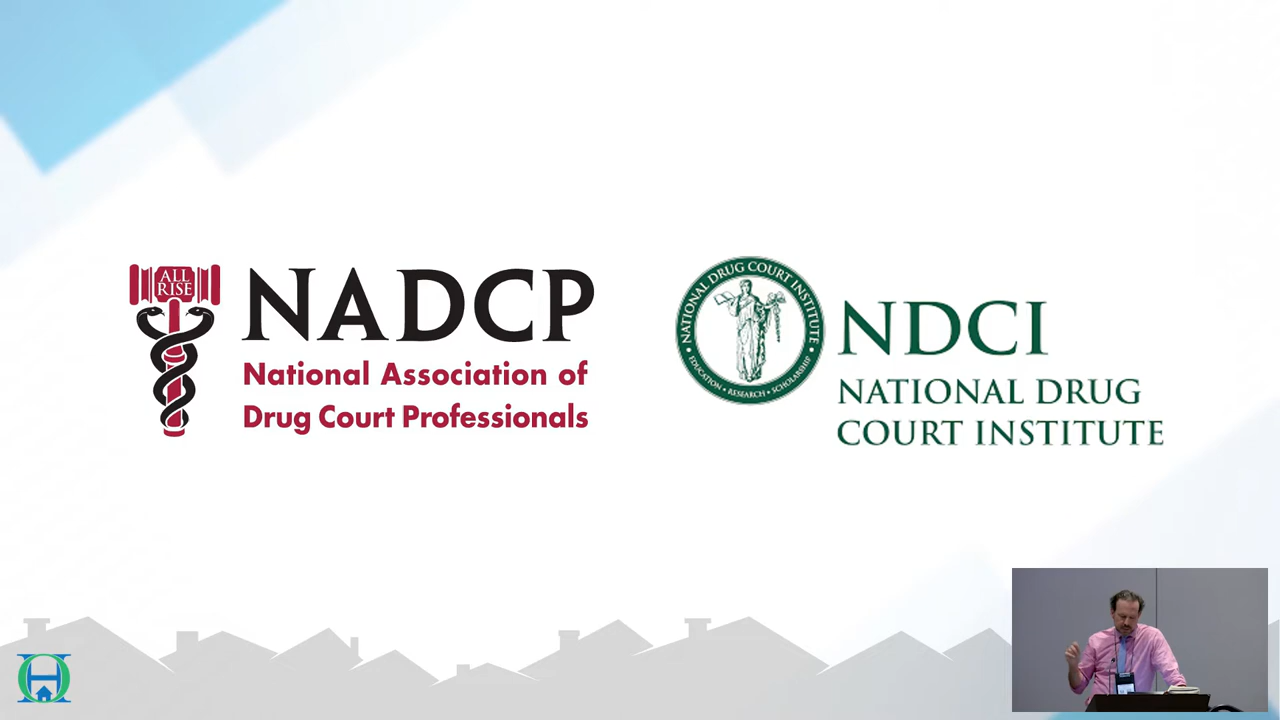 ALL
RISE
NADCP
National Association of
Drug Court Professionals
NATIONAL DRUG COURT INSTITUTE
• EDUCATION • RESEARCH • SCHOLARSHIP •
NDCI
NATIONAL DRUG
COURT INSTITUTE
OH